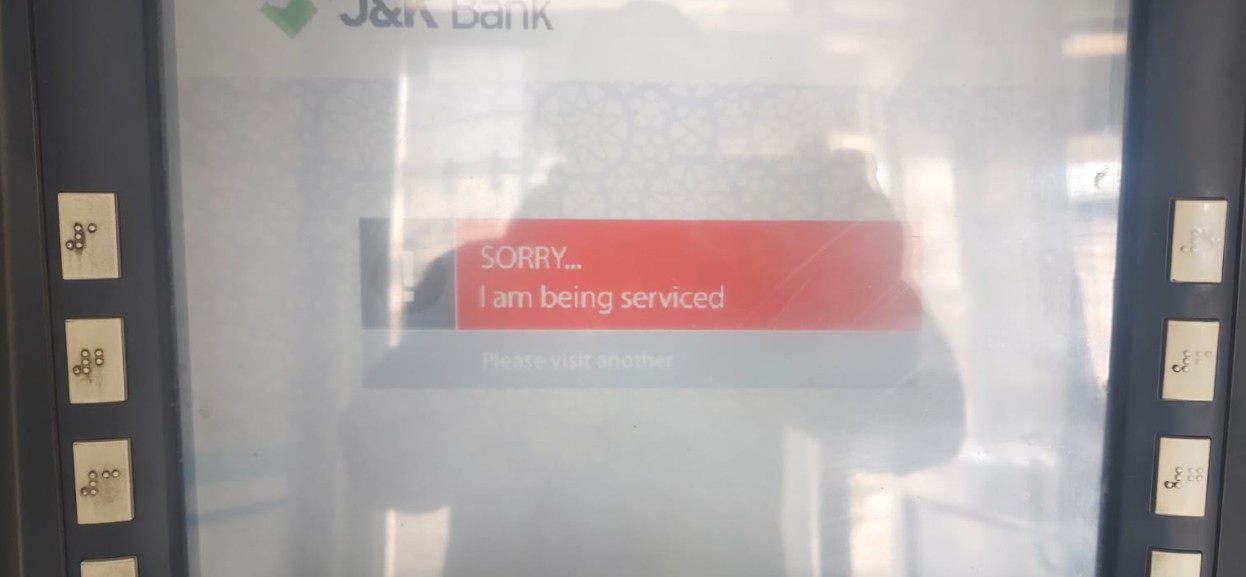 J&K Bank
SORRY...
I am being serviced
Please visit another